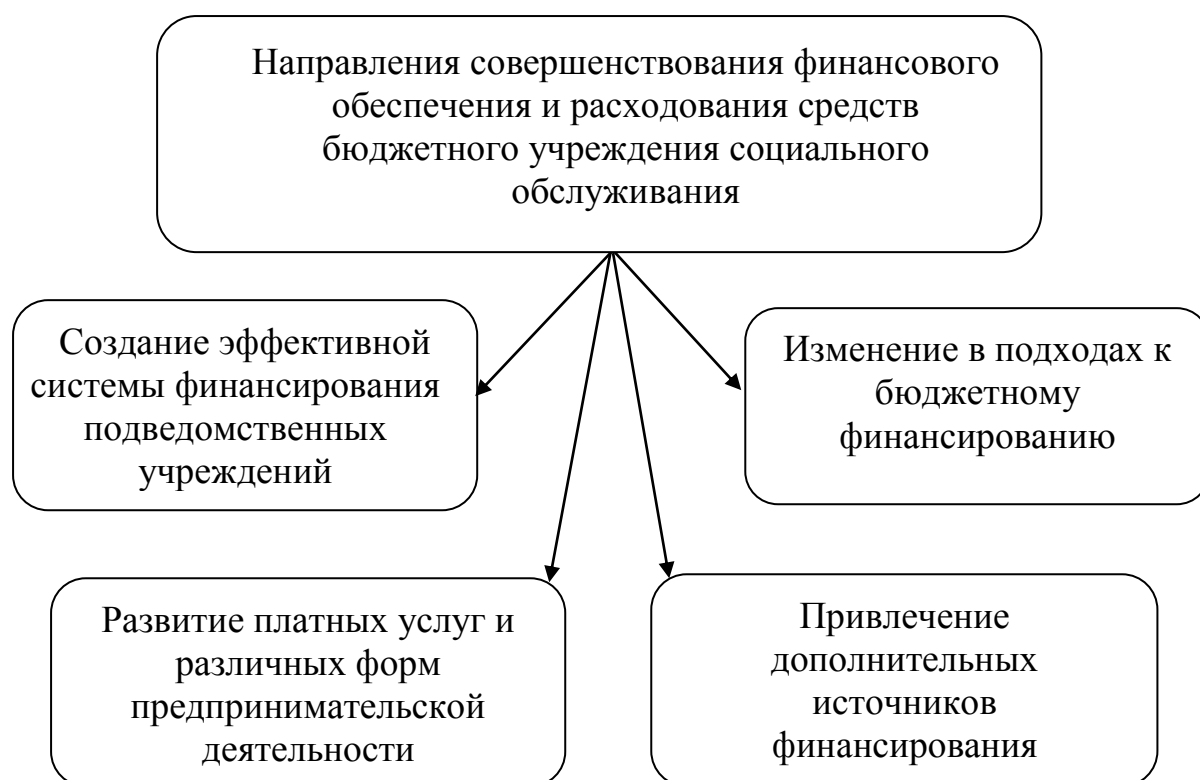 Направления совершенствования финансового
обеспечения и расходования средств
бюджетного учреждения социального
обслуживания
Создание эффективной
системы финансирования
подведомственных
учреждений
Изменение в подходах к
бюджетному
финансированию
Развитие платных услуг и
различных форм
предпринимательской
деятельности
Привлечение
дополнительных
источников
финансирования